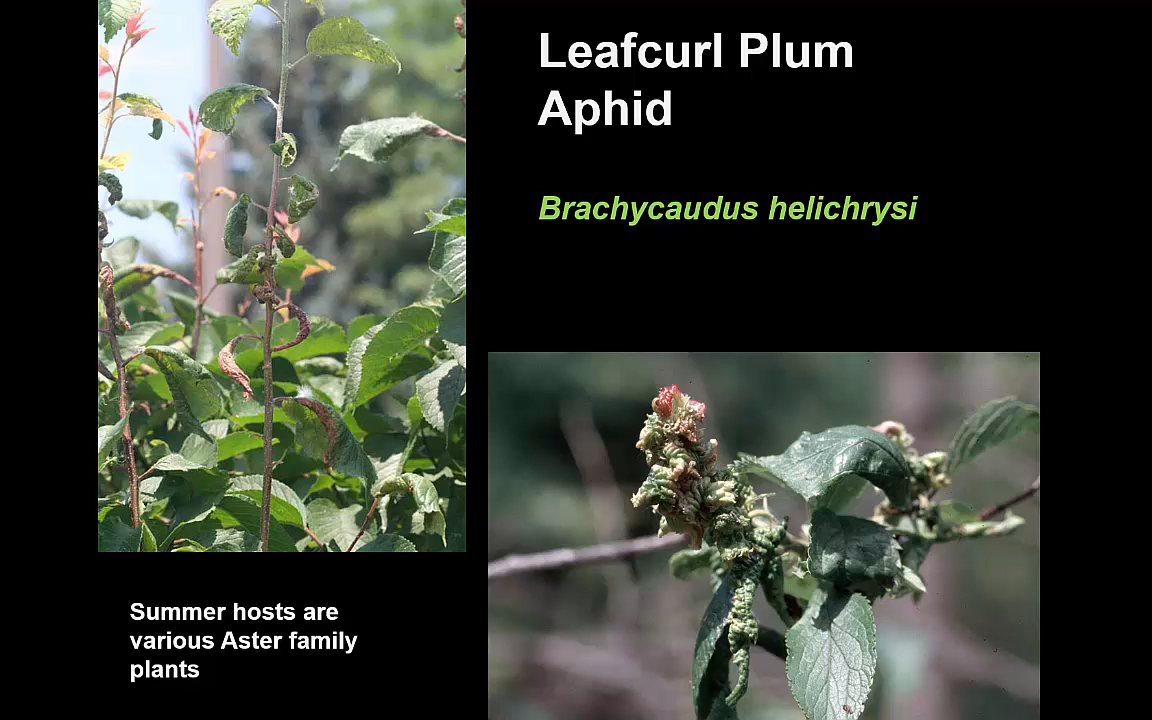 Leafcurl Plum
Aphid
Brachycaudus helichrysi
Summer hosts are
various Aster family
plants